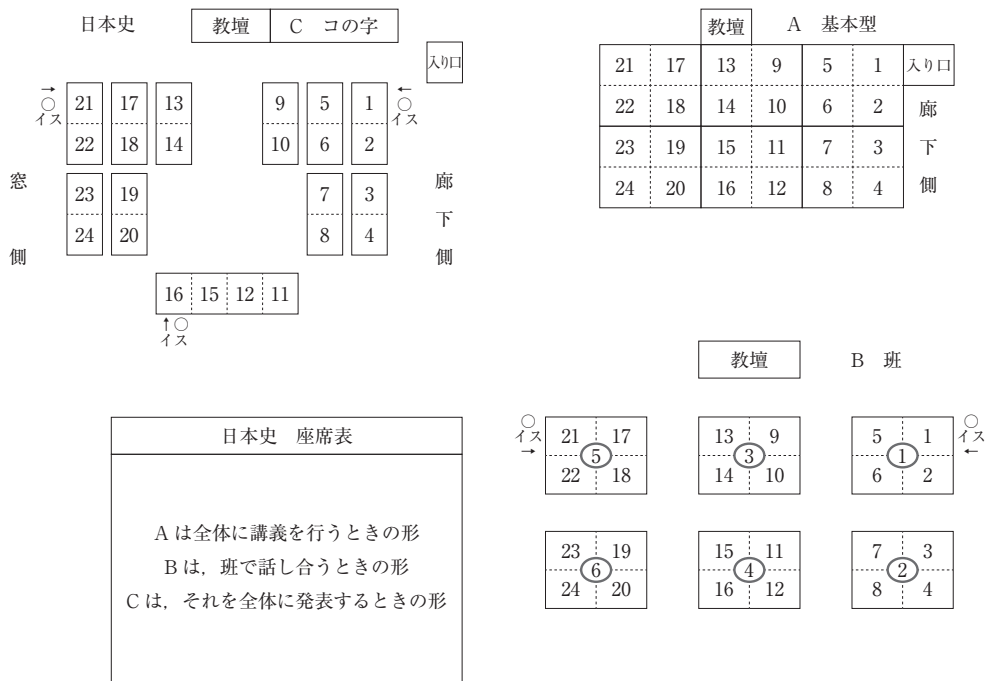 日本史
教壇 C コの字
入り口
→
○
イス
21 17 13
22 18 14
9 5 1
10 6 2
←
○
イス
23 19
24 20
7 3
8 4
窓側
廊下側
16 15 12 11
↑○
イス
教壇 A 基本型
21 17 13 9 5 1 入り口
22 18 14 10 6 2
23 19 15 11 7 3
24 20 16 12 8 4
廊下側
日本史 座席表
Aは全体に講義を行うときの形
Bは,班で話し合うときの形
Cは,それを全体に発表するときの形
教壇 B 班
○
イス
→
21 17
5
22 18
13 9
3
14 10
5 1
1
6 2
○
イス
←
23 19
6
24 20
15 11
4
16 12
7 3
2
8 4